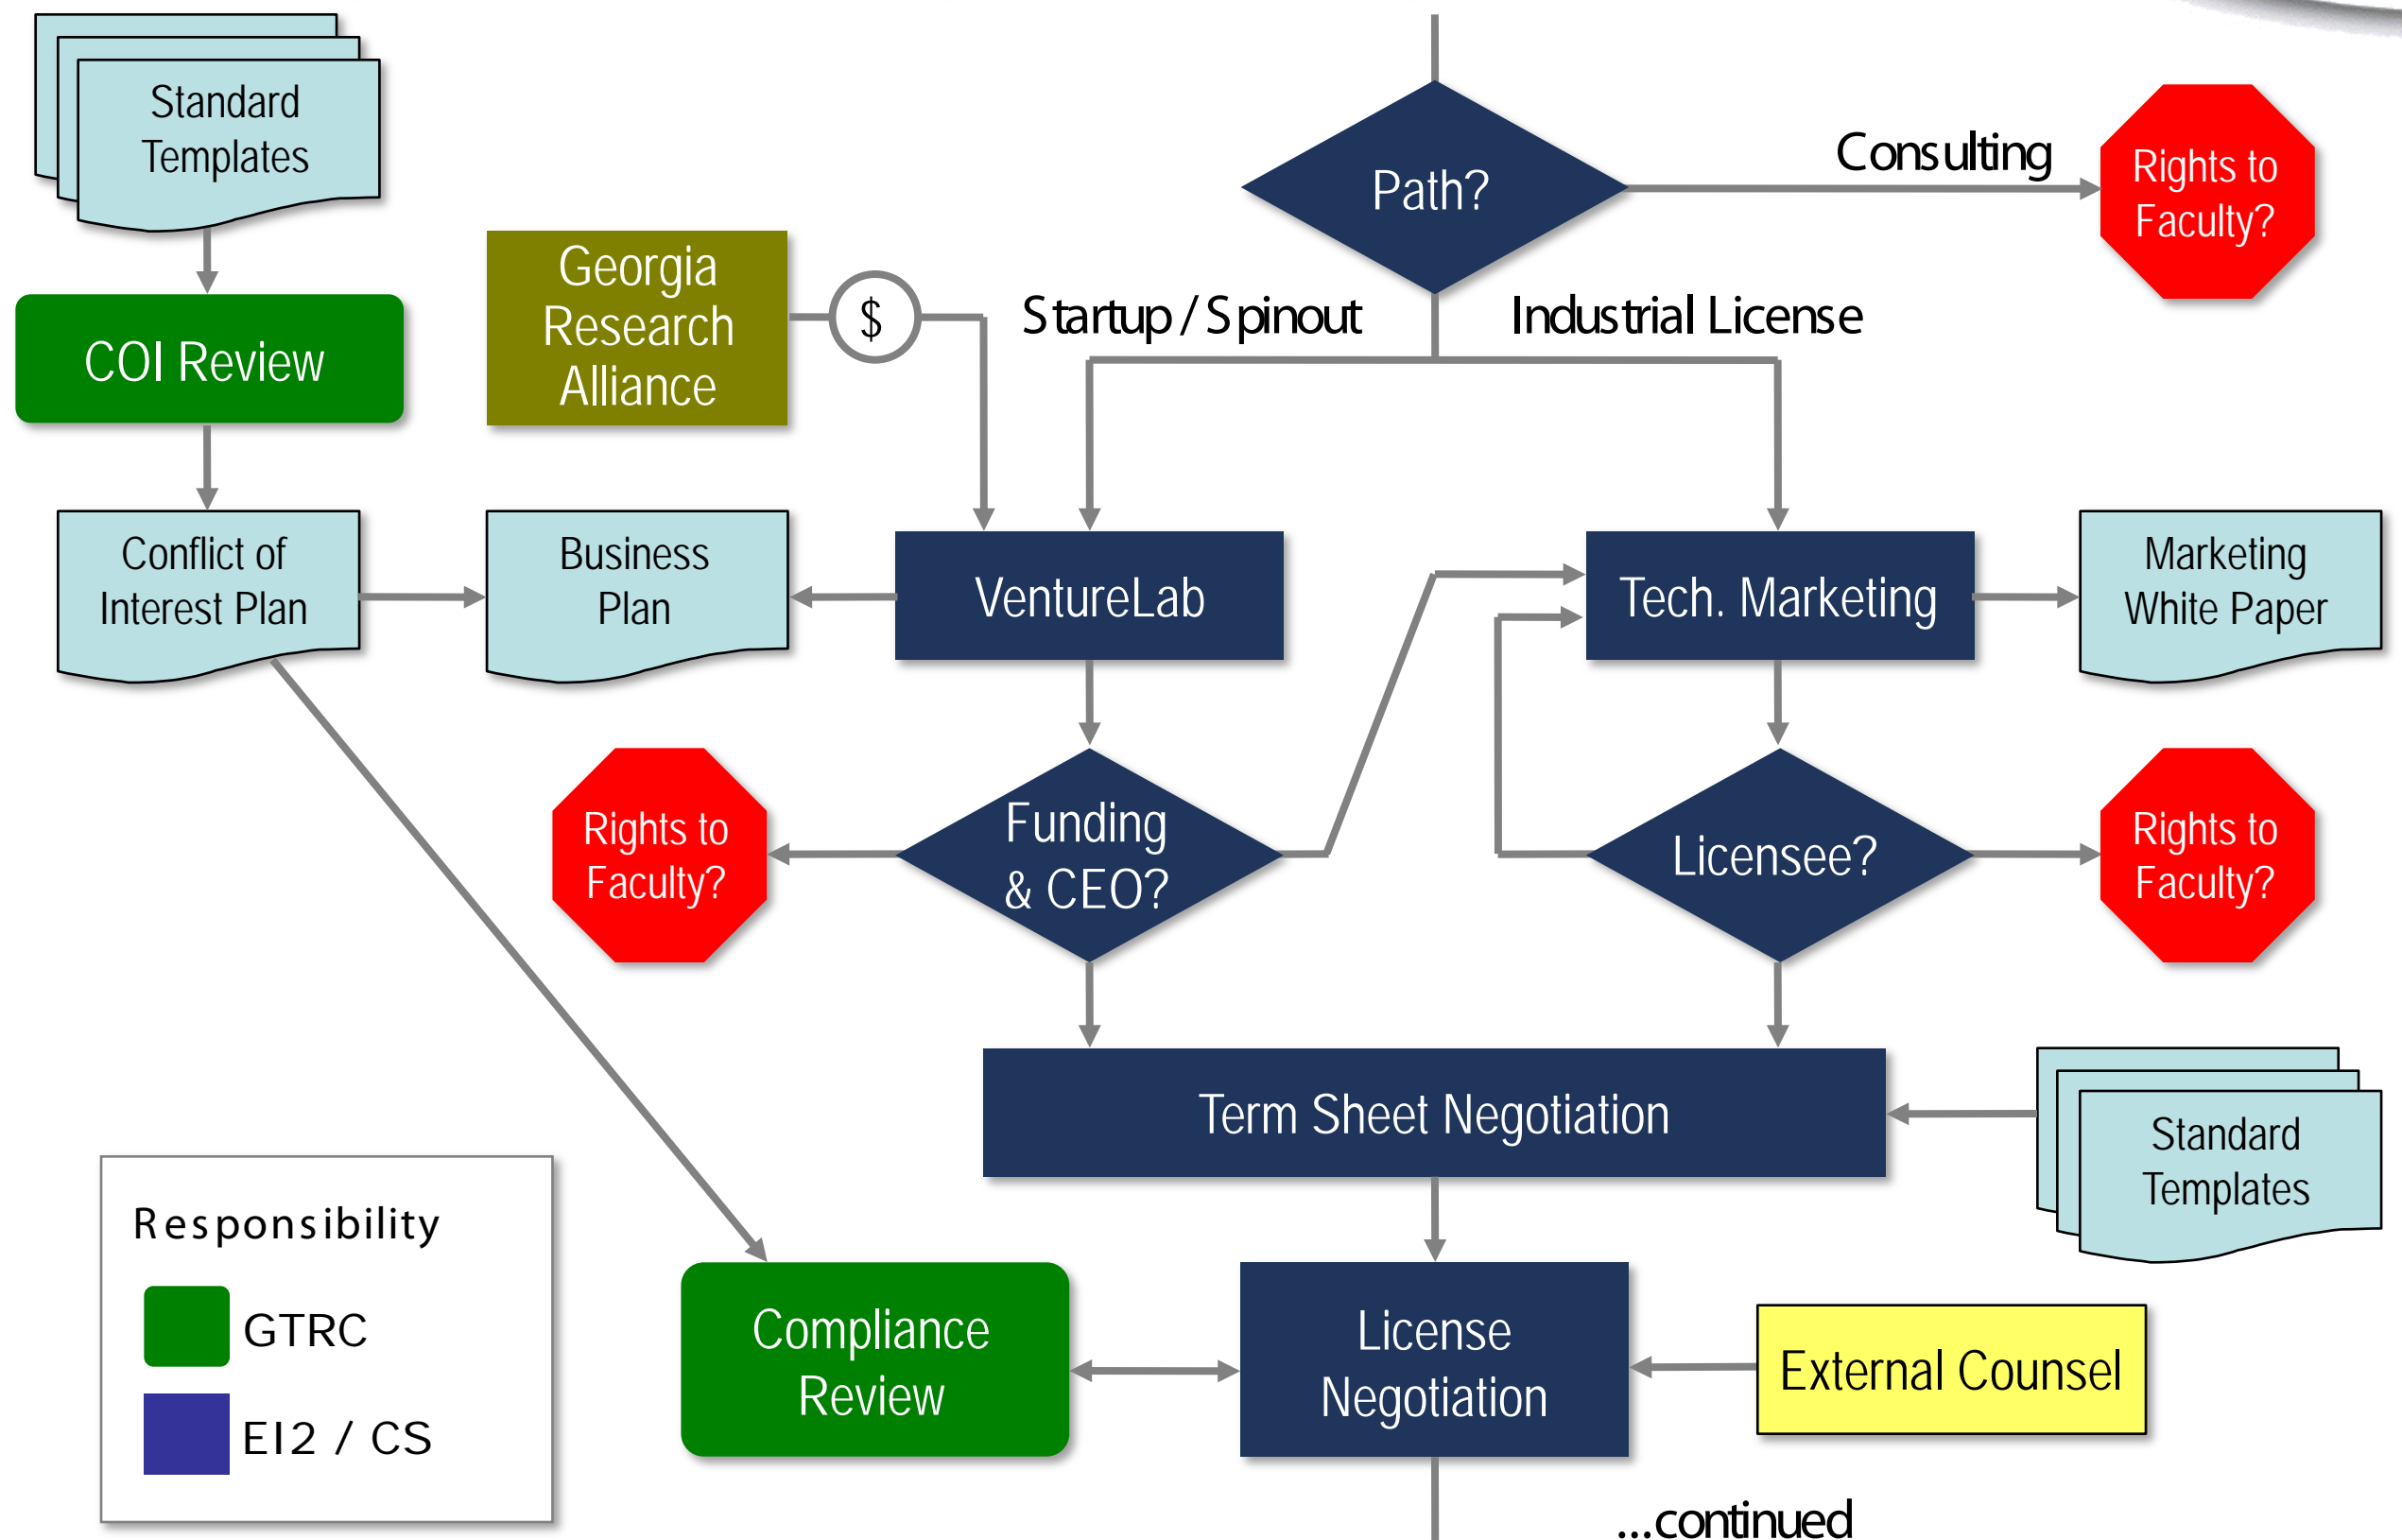 Standard
Templates
Path?
Consulting
Rights to
Faculty?
Georgia
Research
Alliance
$
Startup / Spinout
Industrial License
COI Review
Conflict of
Interest Plan
Business
Plan
VentureLab
Tech. Marketing
Marketing
White Paper
Rights to
Faculty?
Funding
& CEO?
Licensee?
Rights to
Faculty?
Term Sheet Negotiation
Standard
Templates
Responsibility
GTRC
EI2 / CS
Compliance
Review
License
Negotiation
External Counsel
...continued